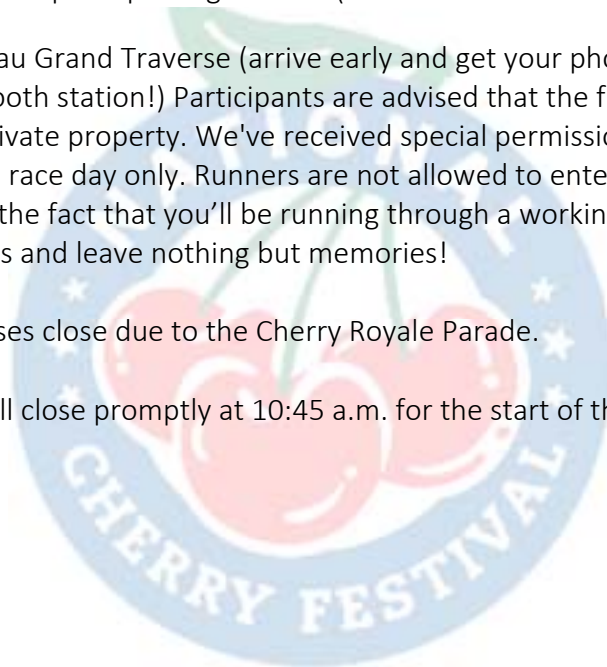 au Grand Traverse (arrive early and get your pho
ooth station!) Participants are advised that the f
ivate property. We've received special permissio
race day only. Runners are not allowed to ente
the fact that you’ll be running through a workin
s and leave nothing but memories!
ses close due to the Cherry Royale Parade.
ll close promptly at 10:45 a.m. for the start of th
NATIONAL
CHERRY FESTIVAL